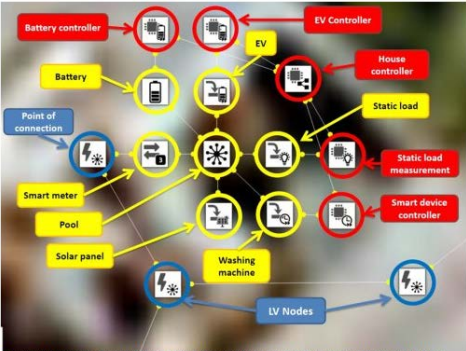 Battery controller
EV Controller
EV
House
controller
Battery
Static load
Point of
connection
3
Smart meter
Static load
measurement
Pool
Smart device
controller
Solar panel
Washing
machine
LV Nodes